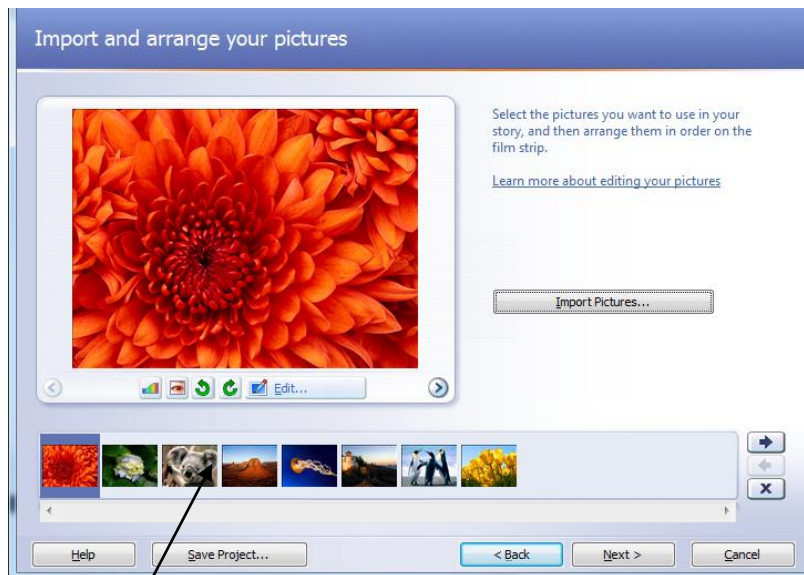 Import and arrange your pictures
Select the pictures you want to use in your
story, and then arrange them in order on the
film strip.
Learn more about editing your pictures
Import Pictures...
Edit...
Help
Save Project...
< Back
Next >
Cancel